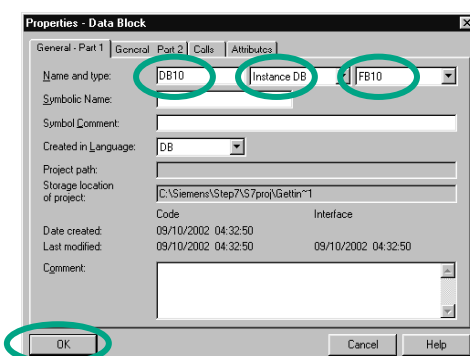 Properties - Data Block
General - Part 1 General Part 2 Calls Attributes
Name and type: DB10 Instance DB FB10
Symbolic Name:
Symbol Comment:
Created in Language: DB
Project path:
Storage location
of project: C:\Siemens\Step7\S7proj\Gettin~1
Code Interface
Date created: 09/10/2002 04:32:50
Last modified: 09/10/2002 04:32:50 09/10/2002 04:32:50
Comment:
OK Cancel Help